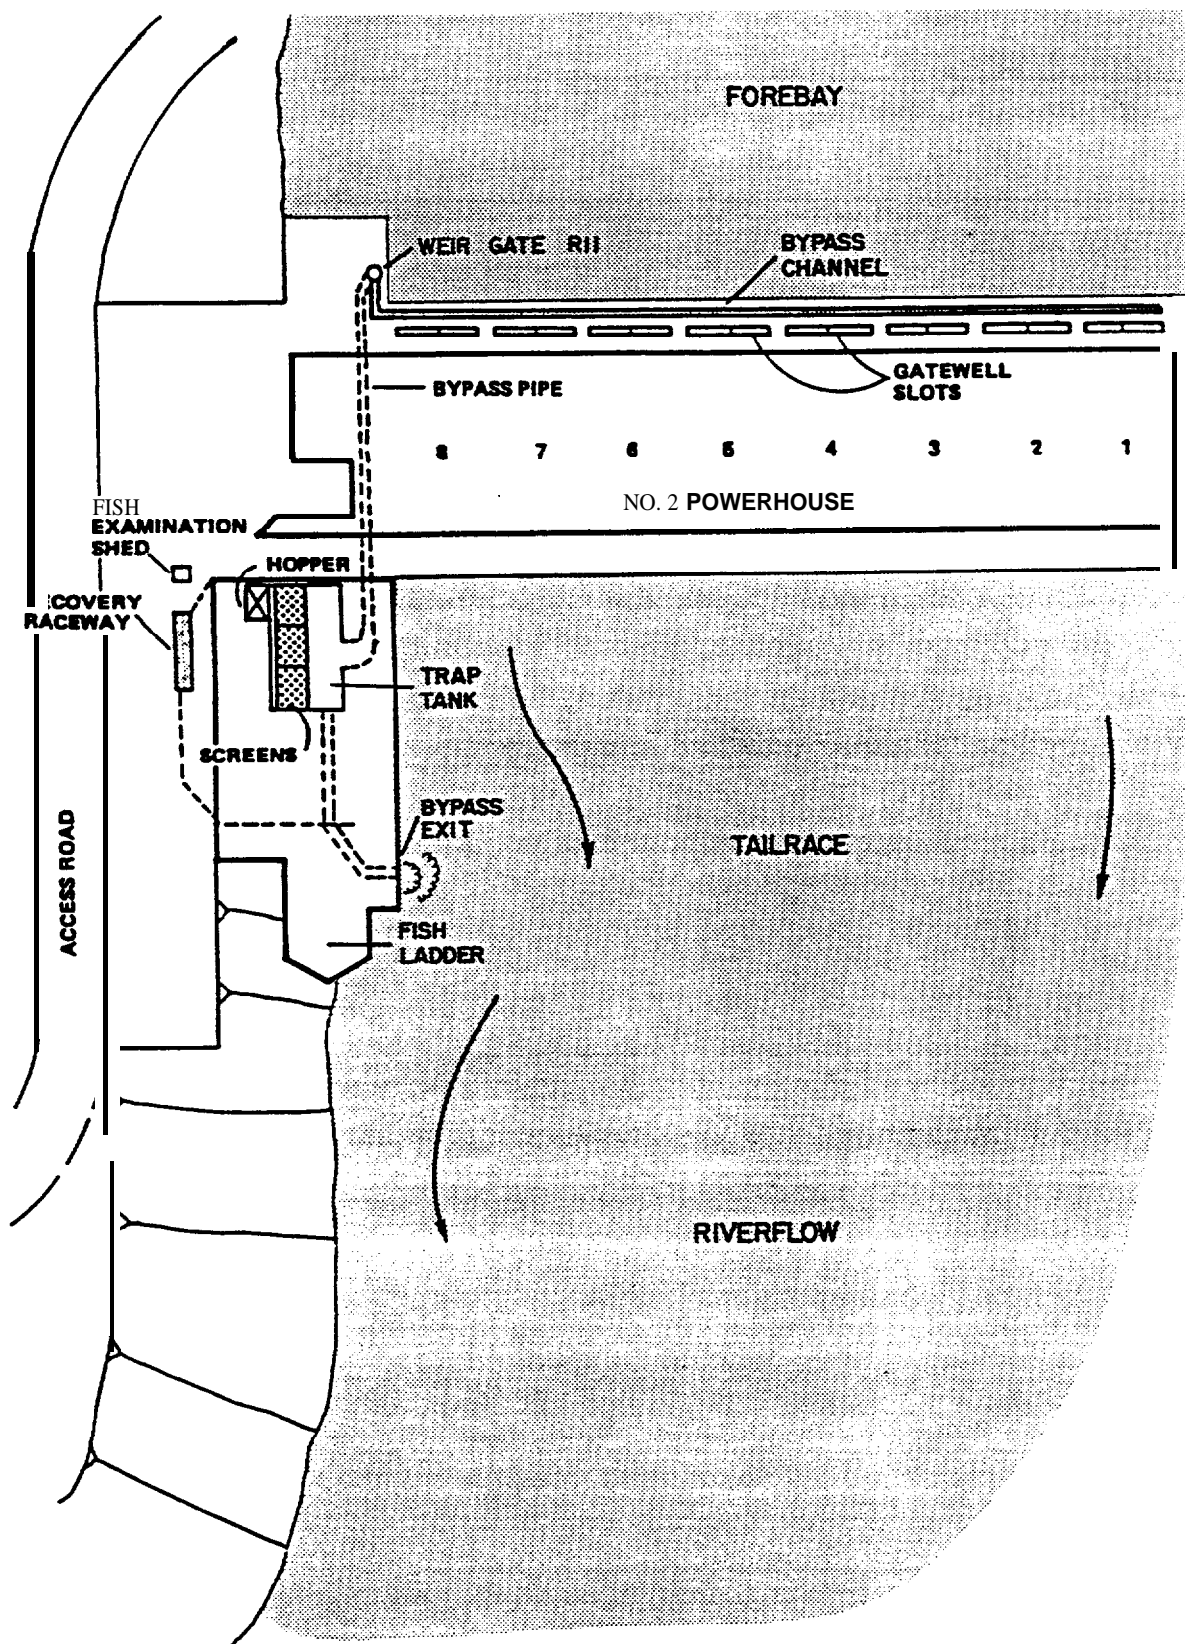 FOREBAY
WEIR GATE R11
BYPASS
CHANNEL
GATEWELL
SLOTS
BYPASS PIPE
8 7 6 5 4 3 2 1
NO. 2 POWERHOUSE
FISH
EXAMINATION
SHED
HOPPER
COVERY
RACEWAY
TRAP
TANK
SCREENS
BYPASS
EXIT
TAILRACE
ACCESS ROAD
FISH
LADDER
RIVERFLOW